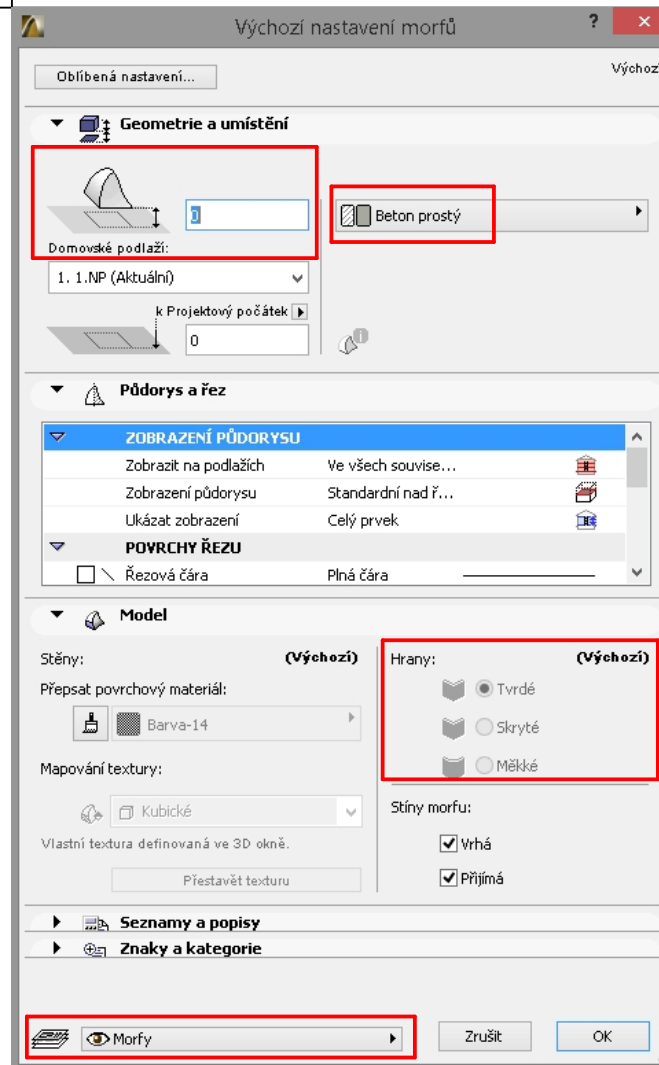 Výchozí nastavení morfů ? ×
Oblíbená nastavení... Výchoz
Geometrie a umístění
0
Beton prostý
Domovské podlaží:
1. 1.NP (Aktuální)
k Projektový počátek
0
Půdorys a řez
ZOBRAZENÍ PŮDORYSU
Zobrazit na podlažích Ve všech souvise...
Zobrazení půdorysu Standardní nad ř...
Ukázat zobrazení Celý prvek
POVRCHY ŘEZU
Řezová čára Plná čára
Model
Stěny: (Výchozí)
Přepsat povrchový materiál:
Barva-14
Mapování textury:
Kubické
Vlastní textura definovaná ve 3D okně.
Přestavět texturu
Hrany: (Výchozí)
Tvrdé
Skryté
Měkké
Stíny morfu:
Vrhá
Přijímá
Seznamy a popisy
Znaky a kategorie
Morfy
Zrušit
OK